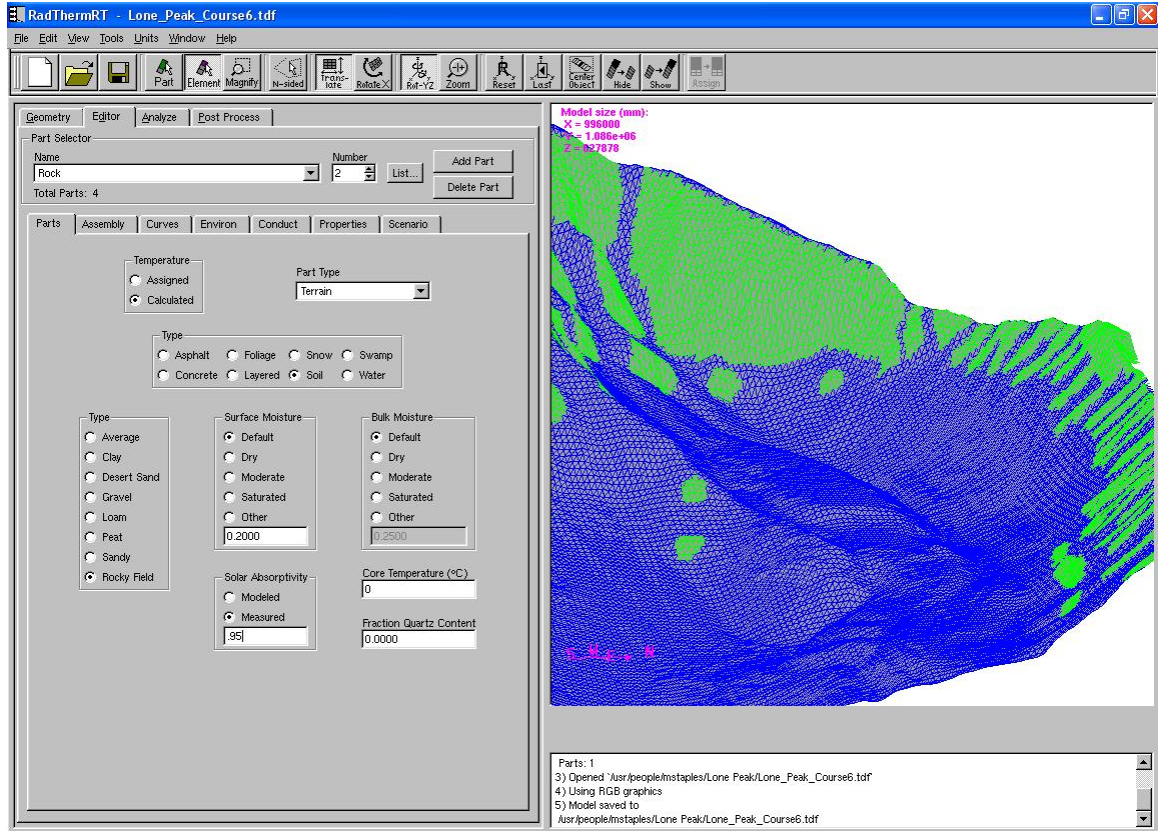 RadThermRT - Lone_Peak_Course6.tdf
File Edit View Tools Units Window Help
Part Element Magnify N-sided Trans-late RotateX Rot-YZ Zoom Reset Last Center Object Hide Show Assign
Geometry Editor Analyze Post Process
Part Selector
Name Number
Rock 2 List... Add Part
Total Parts: 4 Delete Part
Parts Assembly Curves Environ Conduct Properties Scenario
Temperature
Assigned
Calculated
Part Type
Terrain
Type
Asphalt Foliage Snow Swamp
Concrete Layered Soil Water
Type
Average
Clay
Desert Sand
Gravel
Loam
Peat
Sandy
Rocky Field
Surface Moisture
Default
Dry
Moderate
Saturated
Other
0.2000
Bulk Moisture
Default
Dry
Moderate
Saturated
Other
0.2500
Solar Absorptivity
Modeled
Measured
.95
Core Temperature (ºC)
0
Fraction Quartz Content
0.0000
Model size (mm):
X = 996000
Y = 1.086e+06
Z = 827878
Parts: 1
3) Opened `/usr/people/mstaples/Lone Peak/Lone_Peak_Course6.tdf'
4) Using RGB graphics
5) Model saved to
/usr/people/mstaples/Lone Peak/Lone_Peak_Course6.tdf